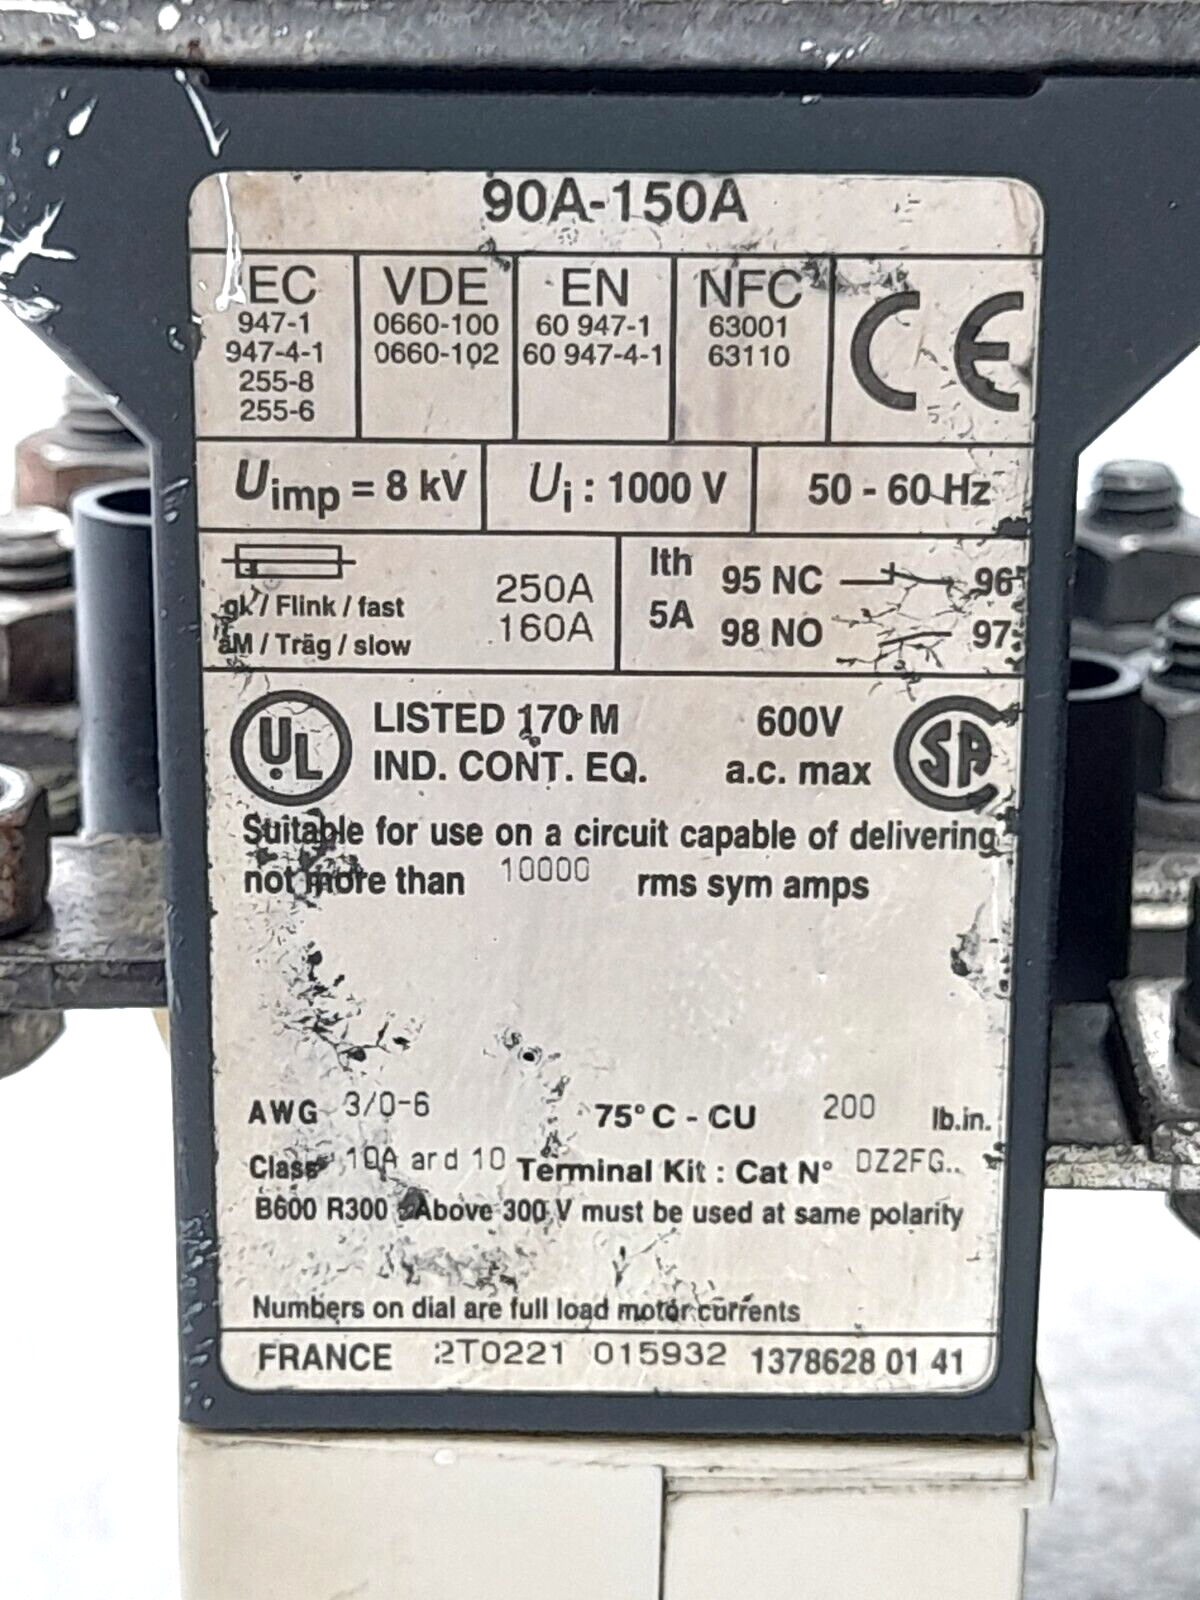 90A-150A
IEC VDE EN NFC CE
947-1 0660-100 60 947-1 63001
947-4-1 0660-102 60 947-4-1 63110
255-8
255-6
Uimp = 8 kV Ui : 1000 V 50 - 60 Hz
gk / Flink / fast 250A
aM / Träg / slow 160A
Ith 95 NC 96
5A 98 NO 97
UL LISTED 170 M 600V SA
IND. CONT. EQ. a.c. max
Suitable for use on a circuit capable of delivering
not more than 10000 rms sym amps
AWG 3/0-6 75° C - CU 200 lb.in.
Class 10A and 10 Terminal Kit : Cat N° DZ2FG..
B600 R300 Above 300 V must be used at same polarity
Numbers on dial are full load motor currents
FRANCE 2T0221 015932 1378628 01 41